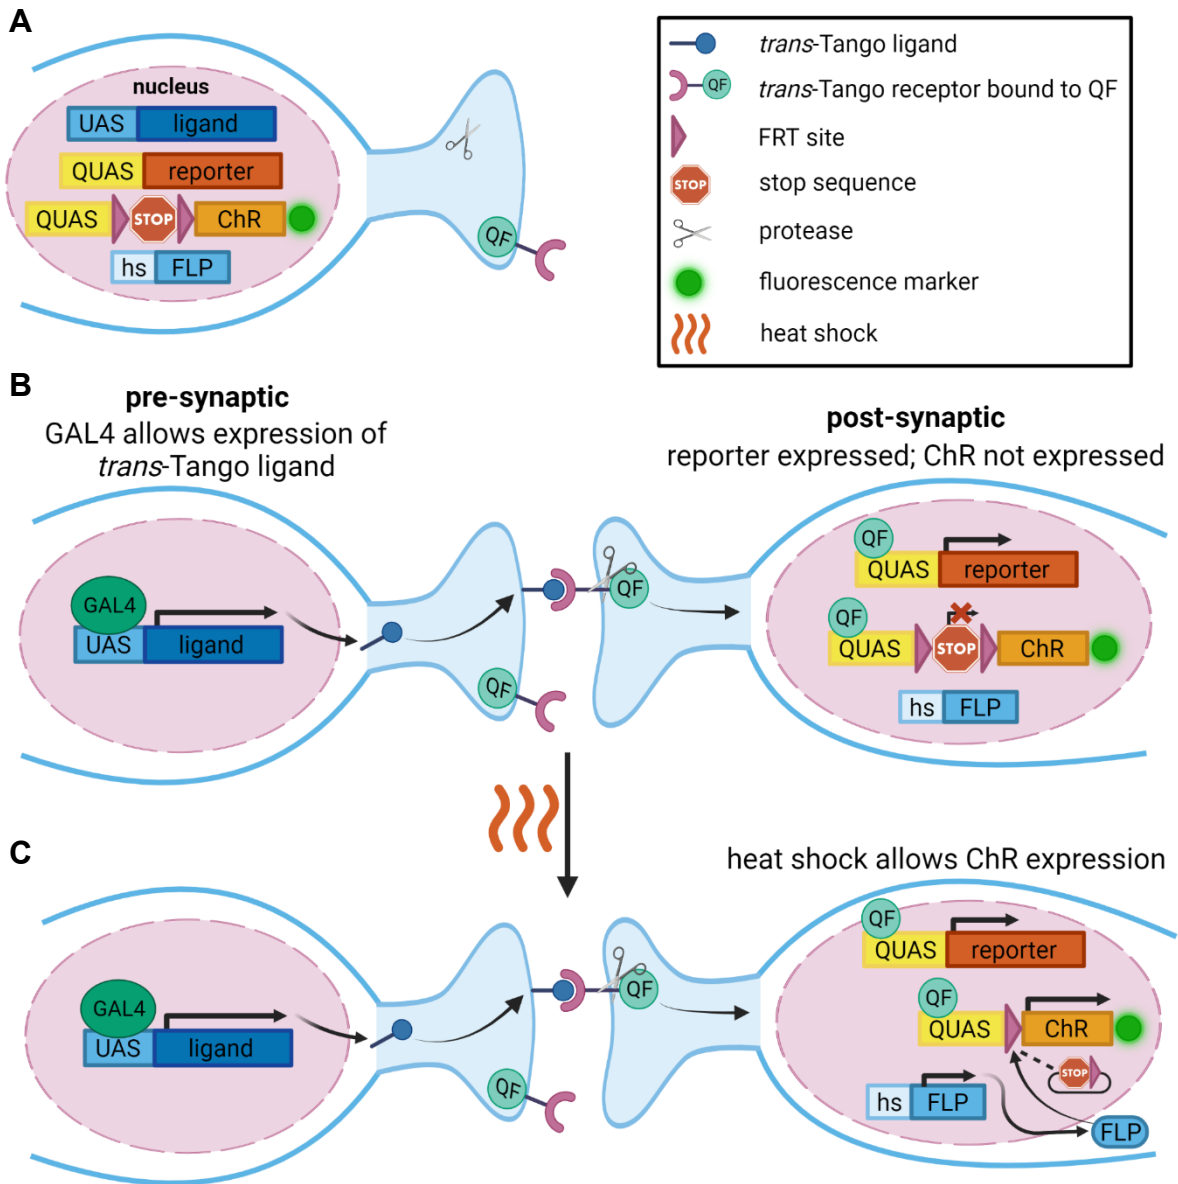 A
nucleus
UAS ligand
QUAS reporter
QUAS STOP ChR
hs FLP
QF
trans-Tango ligand
QF trans-Tango receptor bound to QF
FRT site
STOP stop sequence
protease
fluorescence marker
heat shock
B
pre-synaptic
GAL4 allows expression of
trans-Tango ligand
post-synaptic
reporter expressed; ChR not expressed
GAL4
UAS ligand
QF
QF
QF
QUAS reporter
QF
QUAS STOP ChR
hs FLP
C
heat shock allows ChR expression
GAL4
UAS ligand
QF
QF
QF
QUAS reporter
QF
QUAS ChR
STOP
hs FLP
FLP